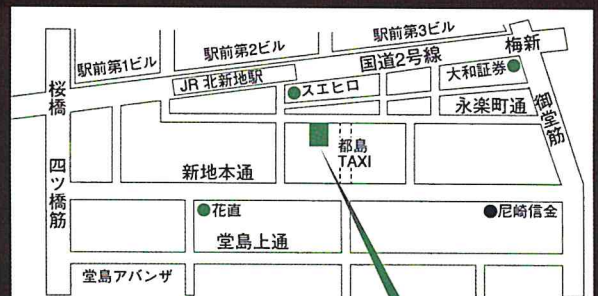 駅前第1ビル
駅前第2ビル
駅前第3ビル
梅新
国道2号線
JR 北新地駅
スエヒロ
大和証券
桜橋
永楽町通
御堂筋
都島
TAXI
四ツ橋筋
新地本通
花直
尼崎信金
堂島上通
堂島アバンザ